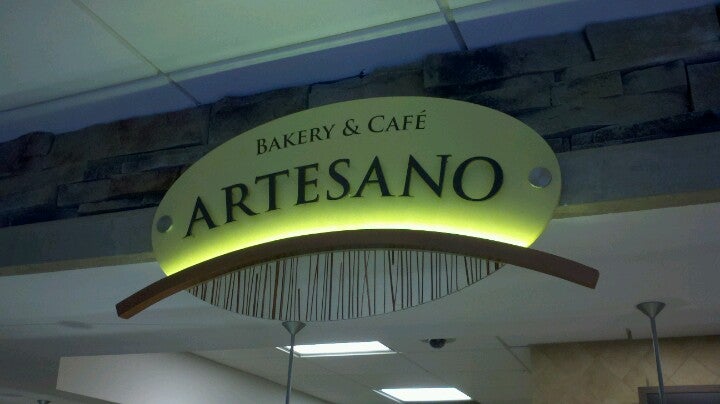 BAKERY & CAFÉ
ARTESANO